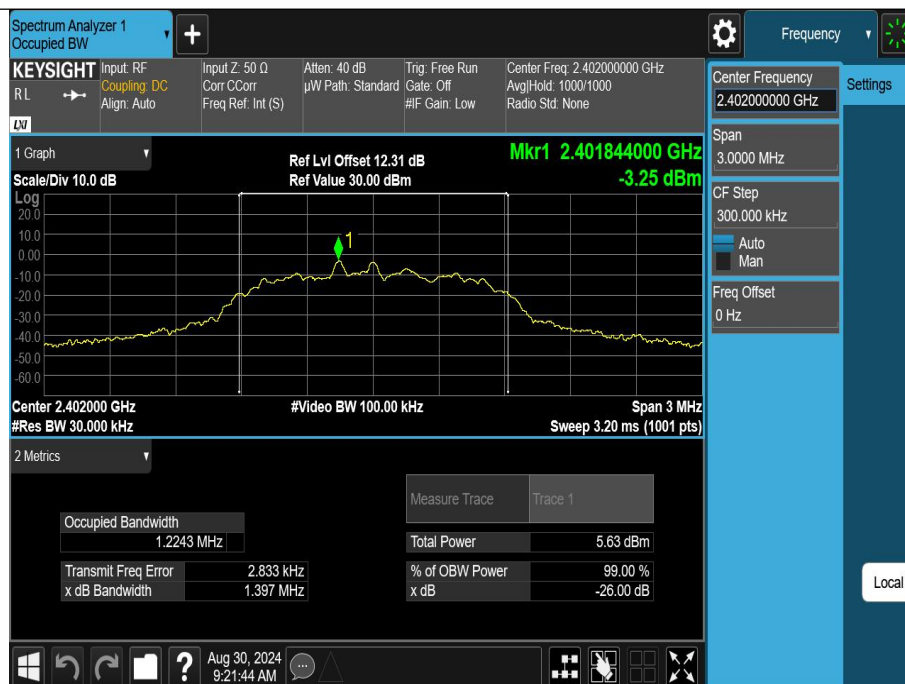 Spectrum Analyzer 1
Occupied BW
Frequency
KEYSIGHT
RL
LXI
Input: RF
Coupling: DC
Align: Auto
Input Z: 50 Ω
Corr CCorr
Freq Ref: Int (S)
Atten: 40 dB
µW Path: Standard
Trig: Free Run
Gate: Off
#IF Gain: Low
Center Freq: 2.402000000 GHz
Avg|Hold: 1000/1000
Radio Std: None
1 Graph
Scale/Div 10.0 dB
Ref Lvl Offset 12.31 dB
Ref Value 30.00 dBm
Mkr1 2.401844000 GHz
-3.25 dBm
Log
20.0
10.0
0.00
-10.0
-20.0
-30.0
-40.0
-50.0
-60.0
1
Center 2.402000 GHz
#Res BW 30.000 kHz
#Video BW 100.00 kHz
Span 3 MHz
Sweep 3.20 ms (1001 pts)
2 Metrics
Measure Trace
Trace 1
Occupied Bandwidth
1.2243 MHz
Total Power
5.63 dBm
Transmit Freq Error
2.833 kHz
% of OBW Power
99.00 %
x dB Bandwidth
1.397 MHz
x dB
-26.00 dB
Center Frequency
2.402000000 GHz
Settings
Span
3.0000 MHz
CF Step
300.000 kHz
Auto
Man
Freq Offset
0 Hz
Local
?
Aug 30, 2024
9:21:44 AM